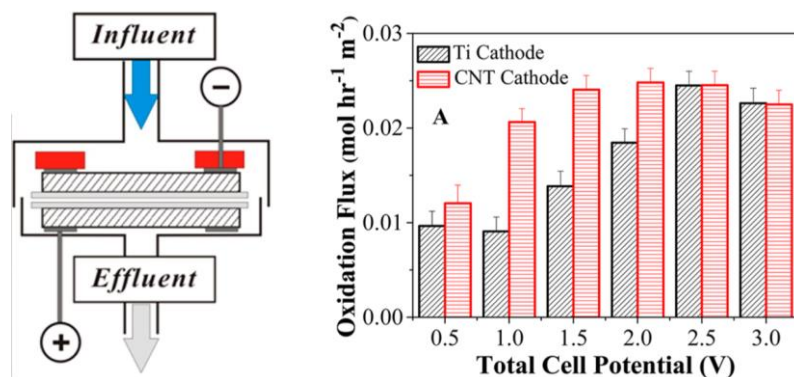 Influent
−
Effluent
+
Oxidation Flux (mol hr⁻¹ m⁻²)
0.03
0.02
0.01
0.00
Ti Cathode
CNT Cathode
A
0.5 1.0 1.5 2.0 2.5 3.0
Total Cell Potential (V)